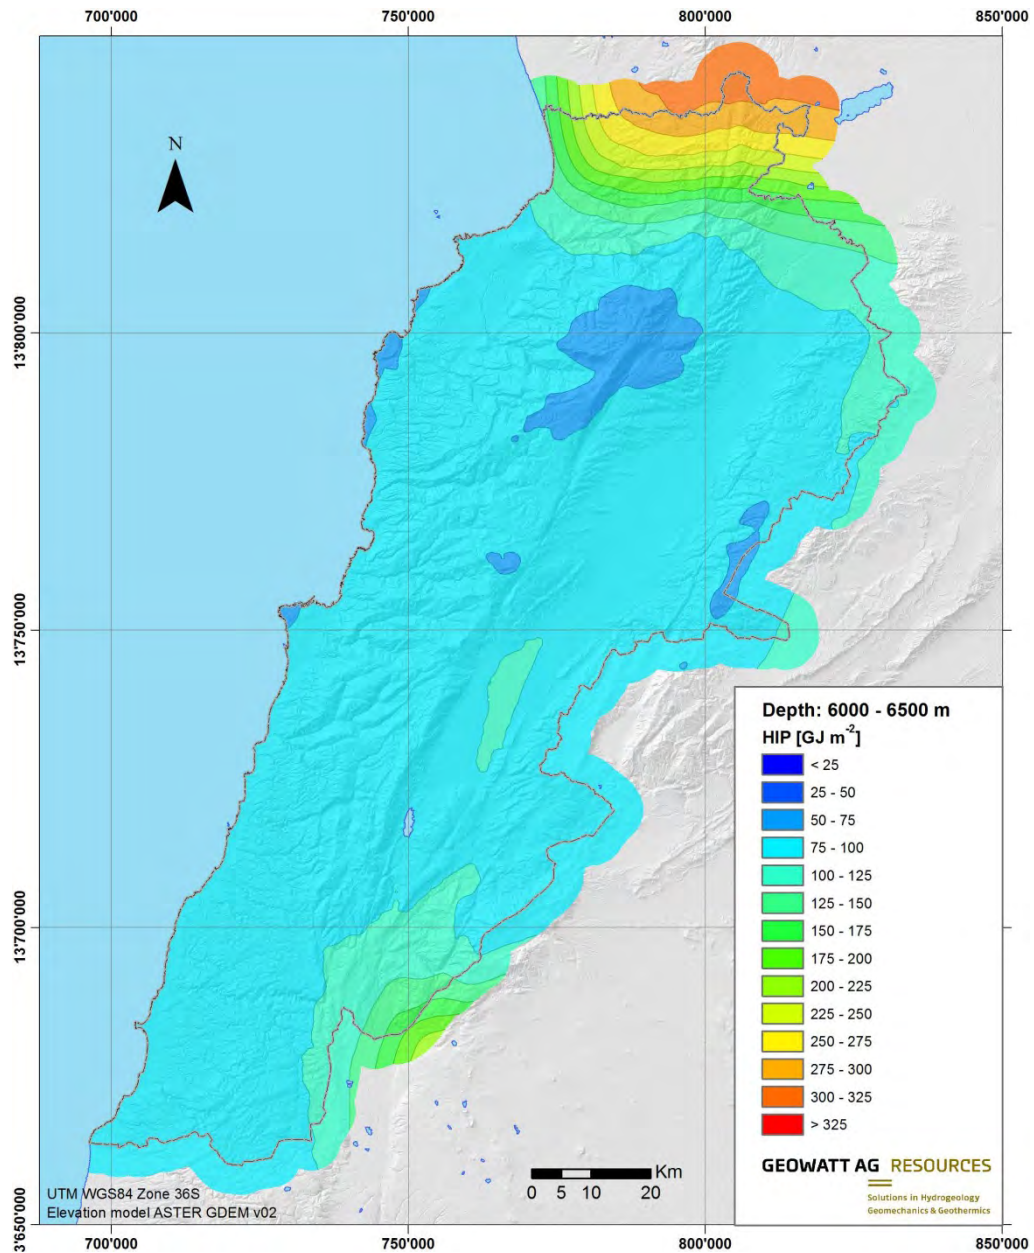 700'000
750'000
800'000
850'000
N
13'800'000
13'750'000
13'700'000
3'650'000
Depth: 6000 - 6500 m
HIP [GJ m⁻²]
< 25
25 - 50
50 - 75
75 - 100
100 - 125
125 - 150
150 - 175
175 - 200
200 - 225
225 - 250
250 - 275
275 - 300
300 - 325
> 325
GEOWATT AG RESOURCES
Solutions in Hydrogeology
Geomechanics & Geothermics
Km
0 5 10 20
UTM WGS84 Zone 36S
Elevation model ASTER GDEM v02
700'000
750'000
800'000
850'000